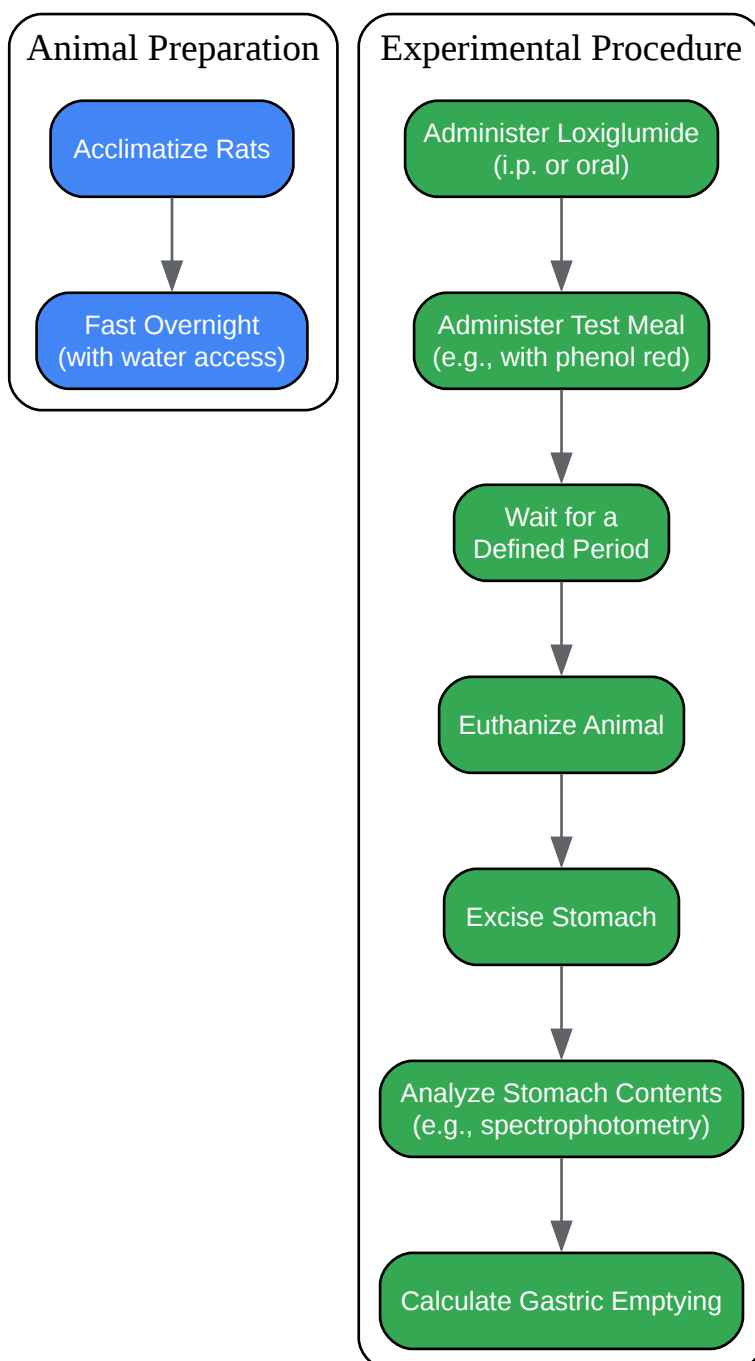 Animal Preparation
Acclimatize Rats
Fast Overnight
(with water access)
Experimental Procedure
Administer Loxiglumide
(i.p. or oral)
Administer Test Meal
(e.g., with phenol red)
Wait for a
Defined Period
Euthanize Animal
Excise Stomach
Analyze Stomach Contents
(e.g., spectrophotometry)
Calculate Gastric Emptying